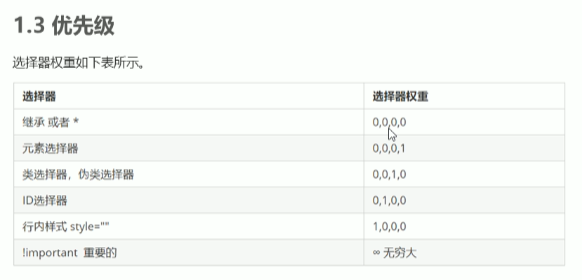 1.3 优先级
选择器权重如下表所示。
选择器 选择器权重
继承 或者 * 0,0,0,0
元素选择器 0,0,0,1
类选择器，伪类选择器 0,0,1,0
ID选择器 0,1,0,0
行内样式 style="" 1,0,0,0
!important 重要的 ∞ 无穷大